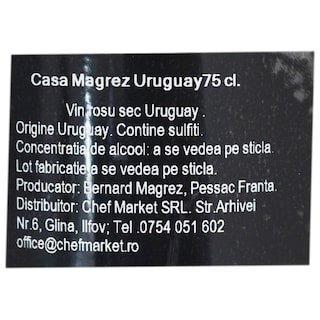 Casa Magrez Uruguay75 cl.
Vin rosu sec Uruguay .
Origine Uruguay. Contine sulfiti.
Concentratia de alcool: a se vedea pe sticla.
Lot fabricatie a se vedea pe sticla.
Producator: Bernard Magrez, Pessac Franta.
Distribuitor: Chef Market SRL. Str.Arhivei
Nr.6, Glina, Ilfov; Tel .0754 051 602
office@chefmarket.ro